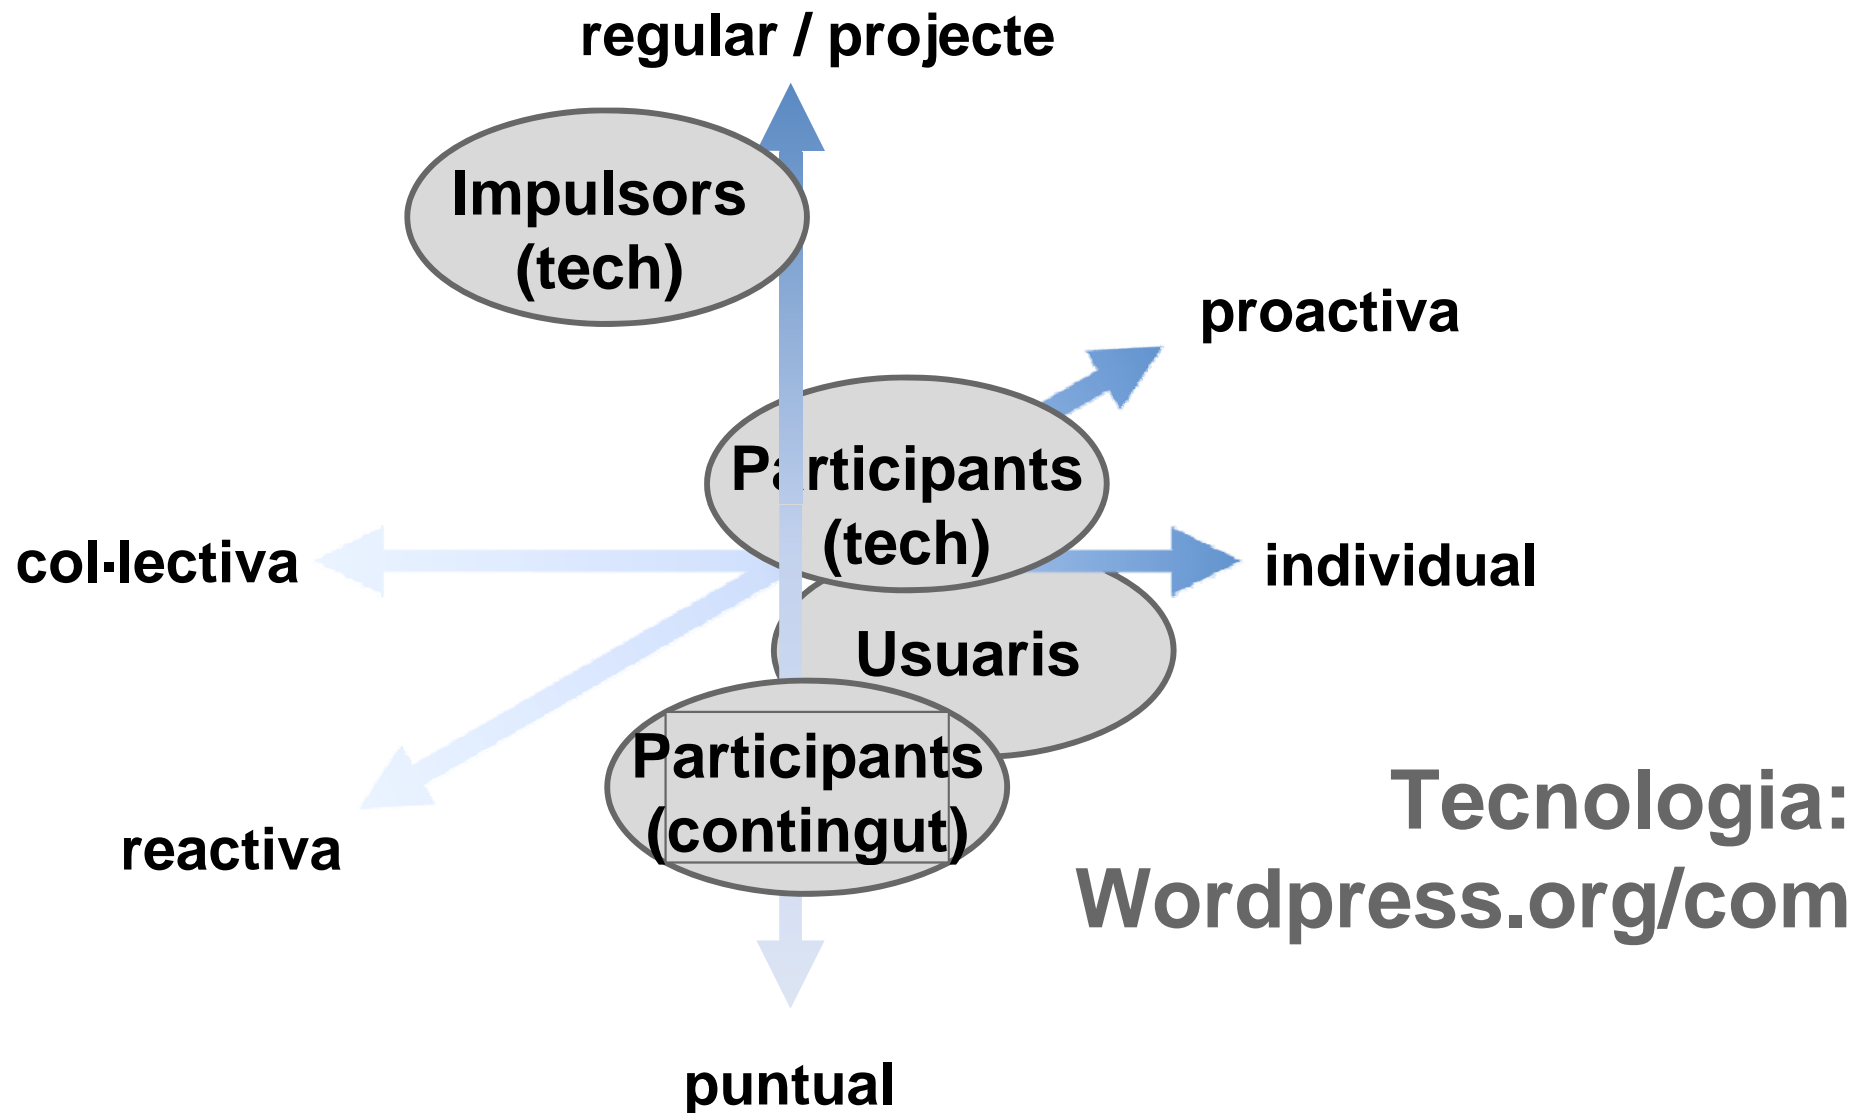 regular / projecte
Impulsors
(tech)
proactiva
Participants
(tech)
col·lectiva
individual
Usuaris
Participants
(contingut)
reactiva
Tecnologia:
Wordpress.org/com
puntual